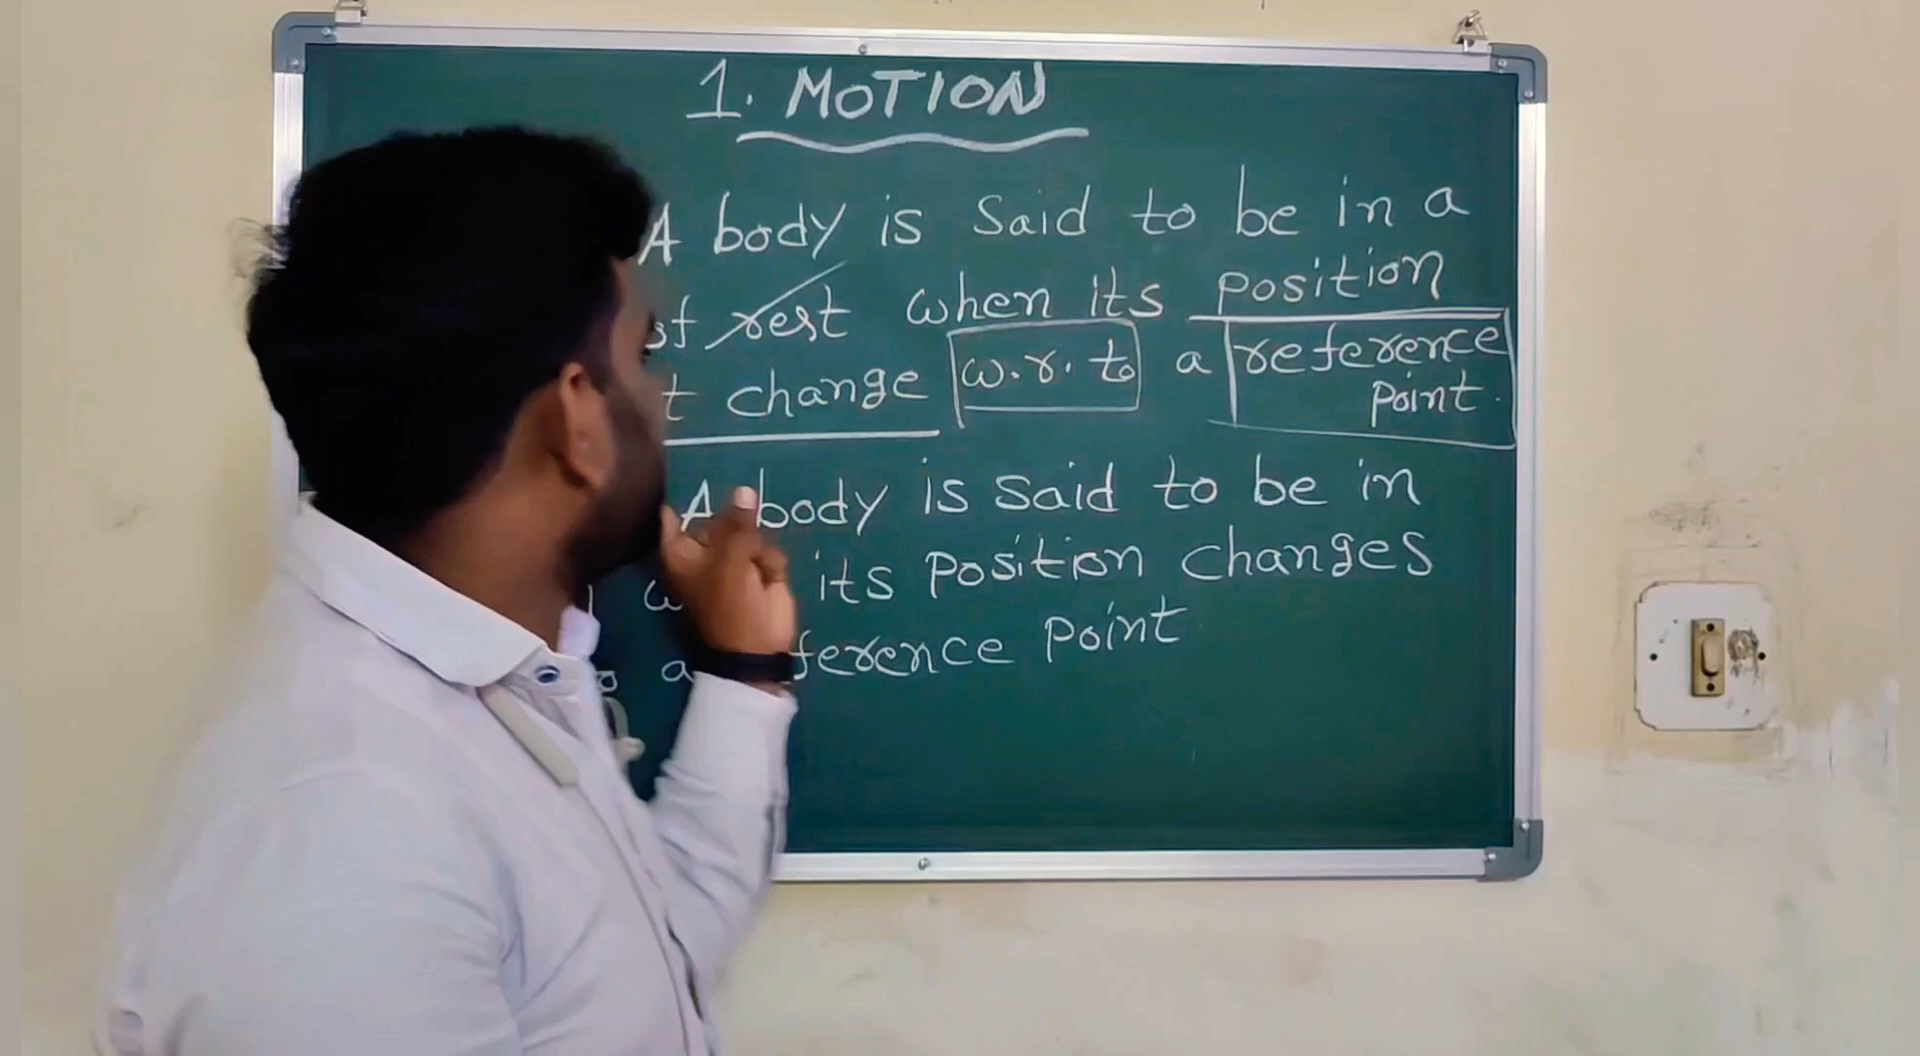 1. MOTION
A body is said to be in a
rest when its position
change w.r.to a reference
point.
A body is said to be in
its position changes
a point